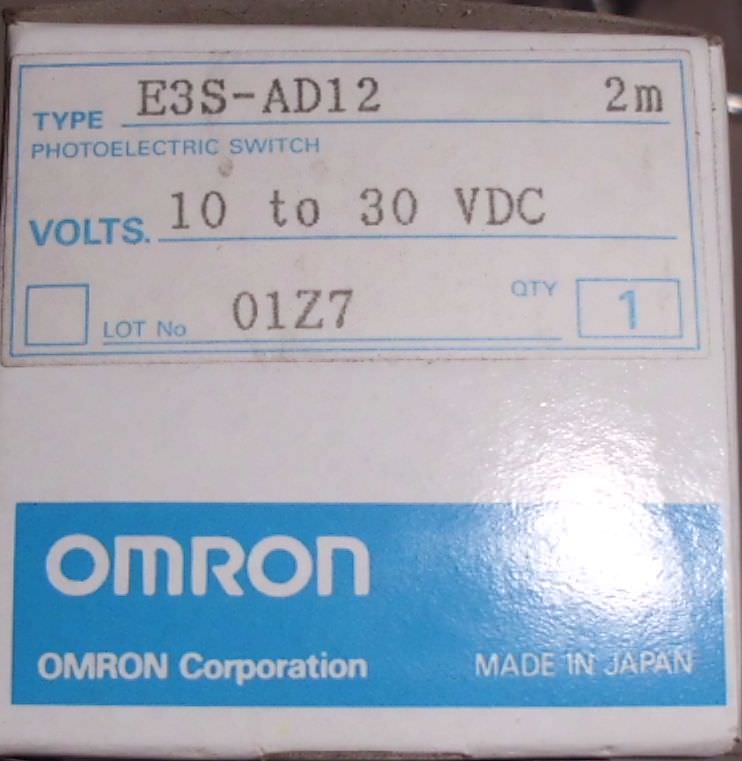 TYPE E3S-AD12 2m
PHOTOELECTRIC SWITCH
VOLTS. 10 to 30 VDC
LOT No 01Z7 QTY 1
OMRON
OMRON Corporation MADE IN JAPAN